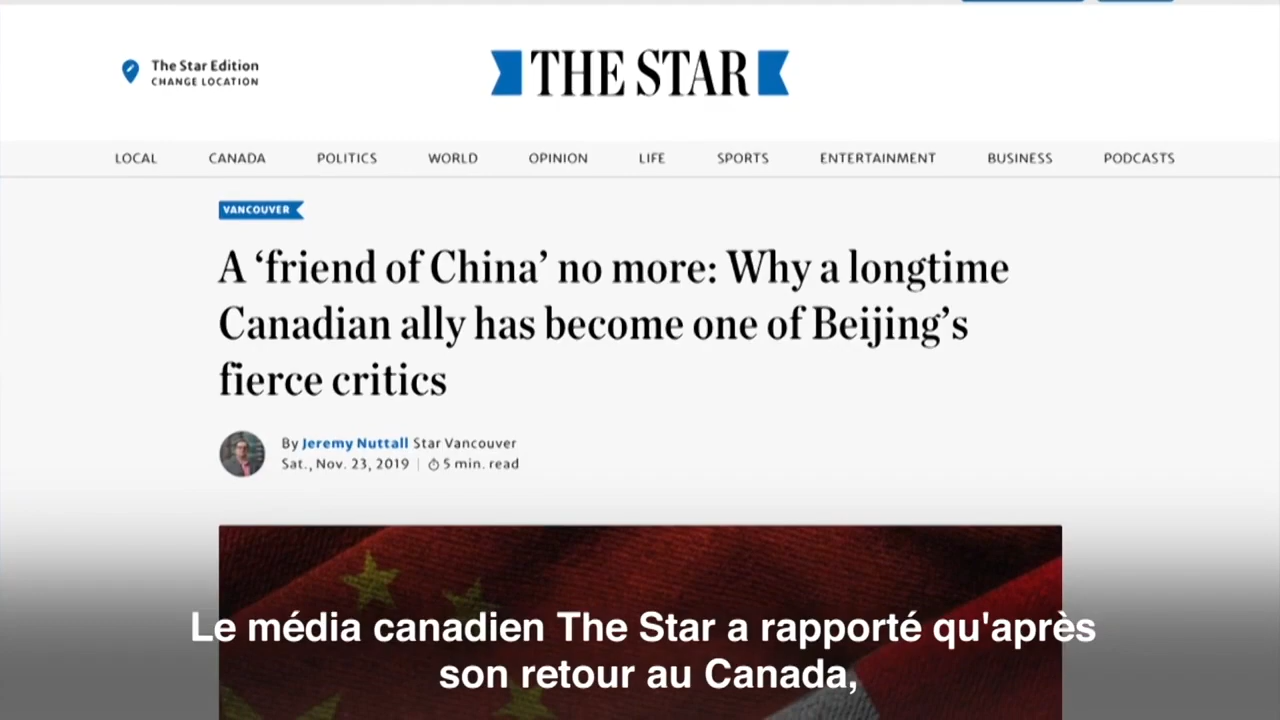 The Star Edition
CHANGE LOCATION
THE STAR
LOCAL CANADA POLITICS WORLD OPINION LIFE SPORTS ENTERTAINMENT BUSINESS PODCASTS
VANCOUVER
A ‘friend of China’ no more: Why a longtime
Canadian ally has become one of Beijing’s
fierce critics
By Jeremy Nuttall Star Vancouver
Sat., Nov. 23, 2019 | 5 min. read
Le média canadien The Star a rapporté qu'après
son retour au Canada,